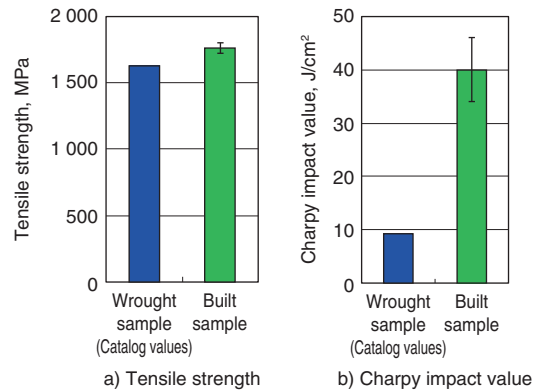 Tensile strength, MPa
2 000
1 500
1 000
500
0
Wrought sample
(Catalog values)
Built sample
a) Tensile strength
Charpy impact value, J/cm²
50
40
30
20
10
0
Wrought sample
(Catalog values)
Built sample
b) Charpy impact value